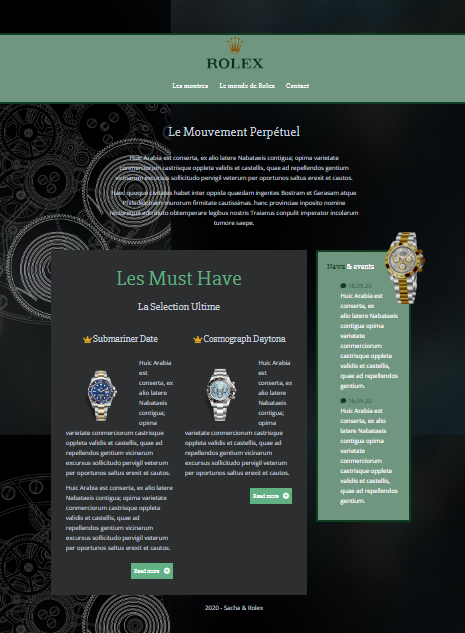 ROLEX
Les montres Le monde de Rolex Contact
Le Mouvement Perpétuel
Huic Arabia est conserta, ex alio latere Nabataeis contigua; opima varietate
conmerciorum castrisque oppleta validis et castellis, quae ad repellendos gentium
vicinarum excursus sollicitudo pervigil veterum per oportunos saltus erexit et cautos.
Haec quoque civitates habet inter oppida quaedam ingentes Bostram et Gerasam atque
Philadelphiam murorum firmitate cautissimas. hanc provinciae inposito nomine
rectoreque adtributo obtemperare legibus nostris Traianus conpulit imperator incolarum
tumore saepe.
Les Must Have
La Selection Ultime
Submariner Date
Huic Arabia
est
conserta, ex
alio latere
Nabataeis
contigua;
opima
varietate conmerciorum castrisque
oppleta validis et castellis, quae ad
repellendos gentium vicinarum
excursus sollicitudo pervigil veterum
per oportunos saltus erexit et cautos.
Huic Arabia est conserta, ex alio latere
Nabataeis contigua; opima varietate
conmerciorum castrisque oppleta
validis et castellis, quae ad
repellendos gentium vicinarum
excursus sollicitudo pervigil veterum
per oportunos saltus erexit et cautos.
Read more
Cosmograph Daytona
Huic Arabia
est
conserta, ex
alio latere
Nabataeis
contigua;
opima
varietate conmerciorum castrisque
oppleta validis et castellis, quae ad
repellendos gentium vicinarum
excursus sollicitudo pervigil veterum
per oportunos saltus erexit et cautos.
Read more
News & events
18.09.20
Huic Arabia est
conserta, ex
alio latere Nabataeis
contigua opima
varietate
conmerciorum
castrisque oppleta
validis et castellis,
quae ad repellendos
gentium.
16.09.20
Huic Arabia est
conserta, ex alio
latere Nabataeis
contigua opima
varietate
conmerciorum
castrisque oppleta
validis et castellis,
quae ad repellendos
gentium.
2020 - Sacha & Rolex